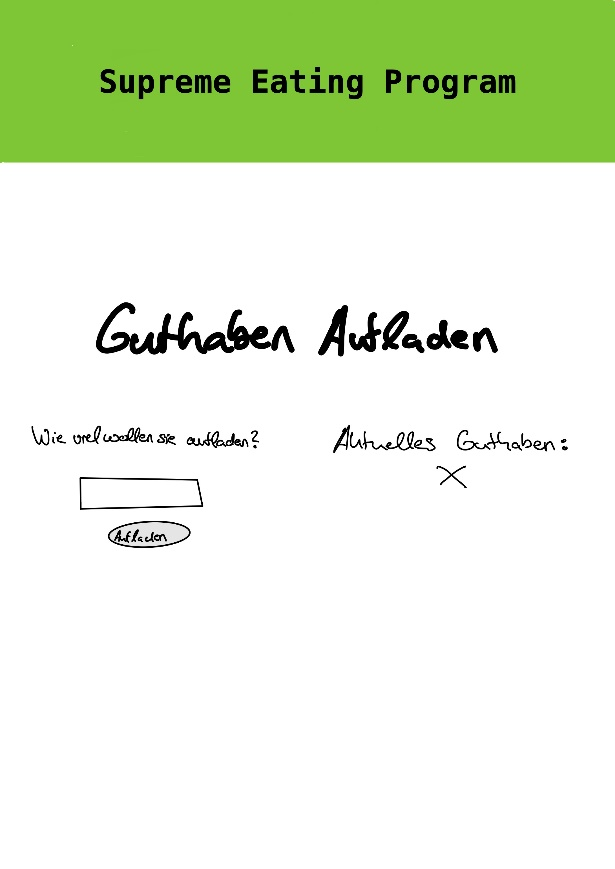 Supreme Eating Program
Guthaben Aufladen
Wie viel wollen sie aufladen?
Aktuelles Guthaben:
X
Aufladen